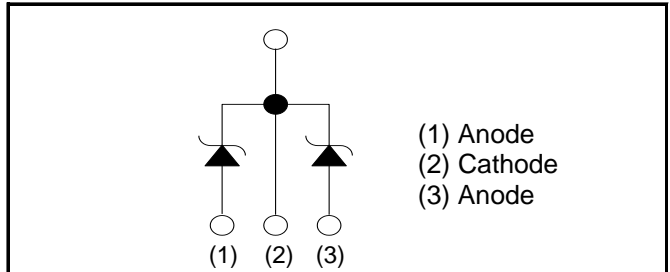 (1) Anode
(2) Cathode
(3) Anode
(1) (2) (3)